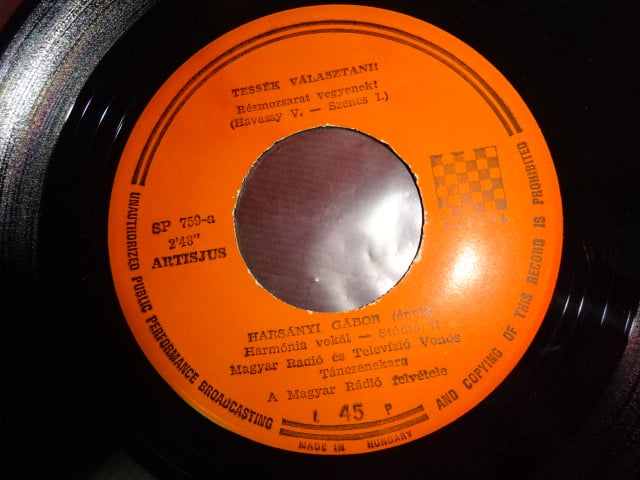 TESSÉK VÁLASZTANI!
Rézmozsarat vegyenek!
(Havassy V. — Szenes I.)
SP 759-a
2'48"
ARTISJUS
HARSÁNYI GÁBOR (ének)
Harmónia vokál — Stúdió 11
Magyar Rádió és Televízió Vonós
Tánczenekara
A Magyar Rádió felvétele
45 P
MADE IN HUNGARY
UNAUTHORIZED PUBLIC PERFORMANCE BROADCASTING AND COPYING OF THIS RECORD IS PROHIBITED